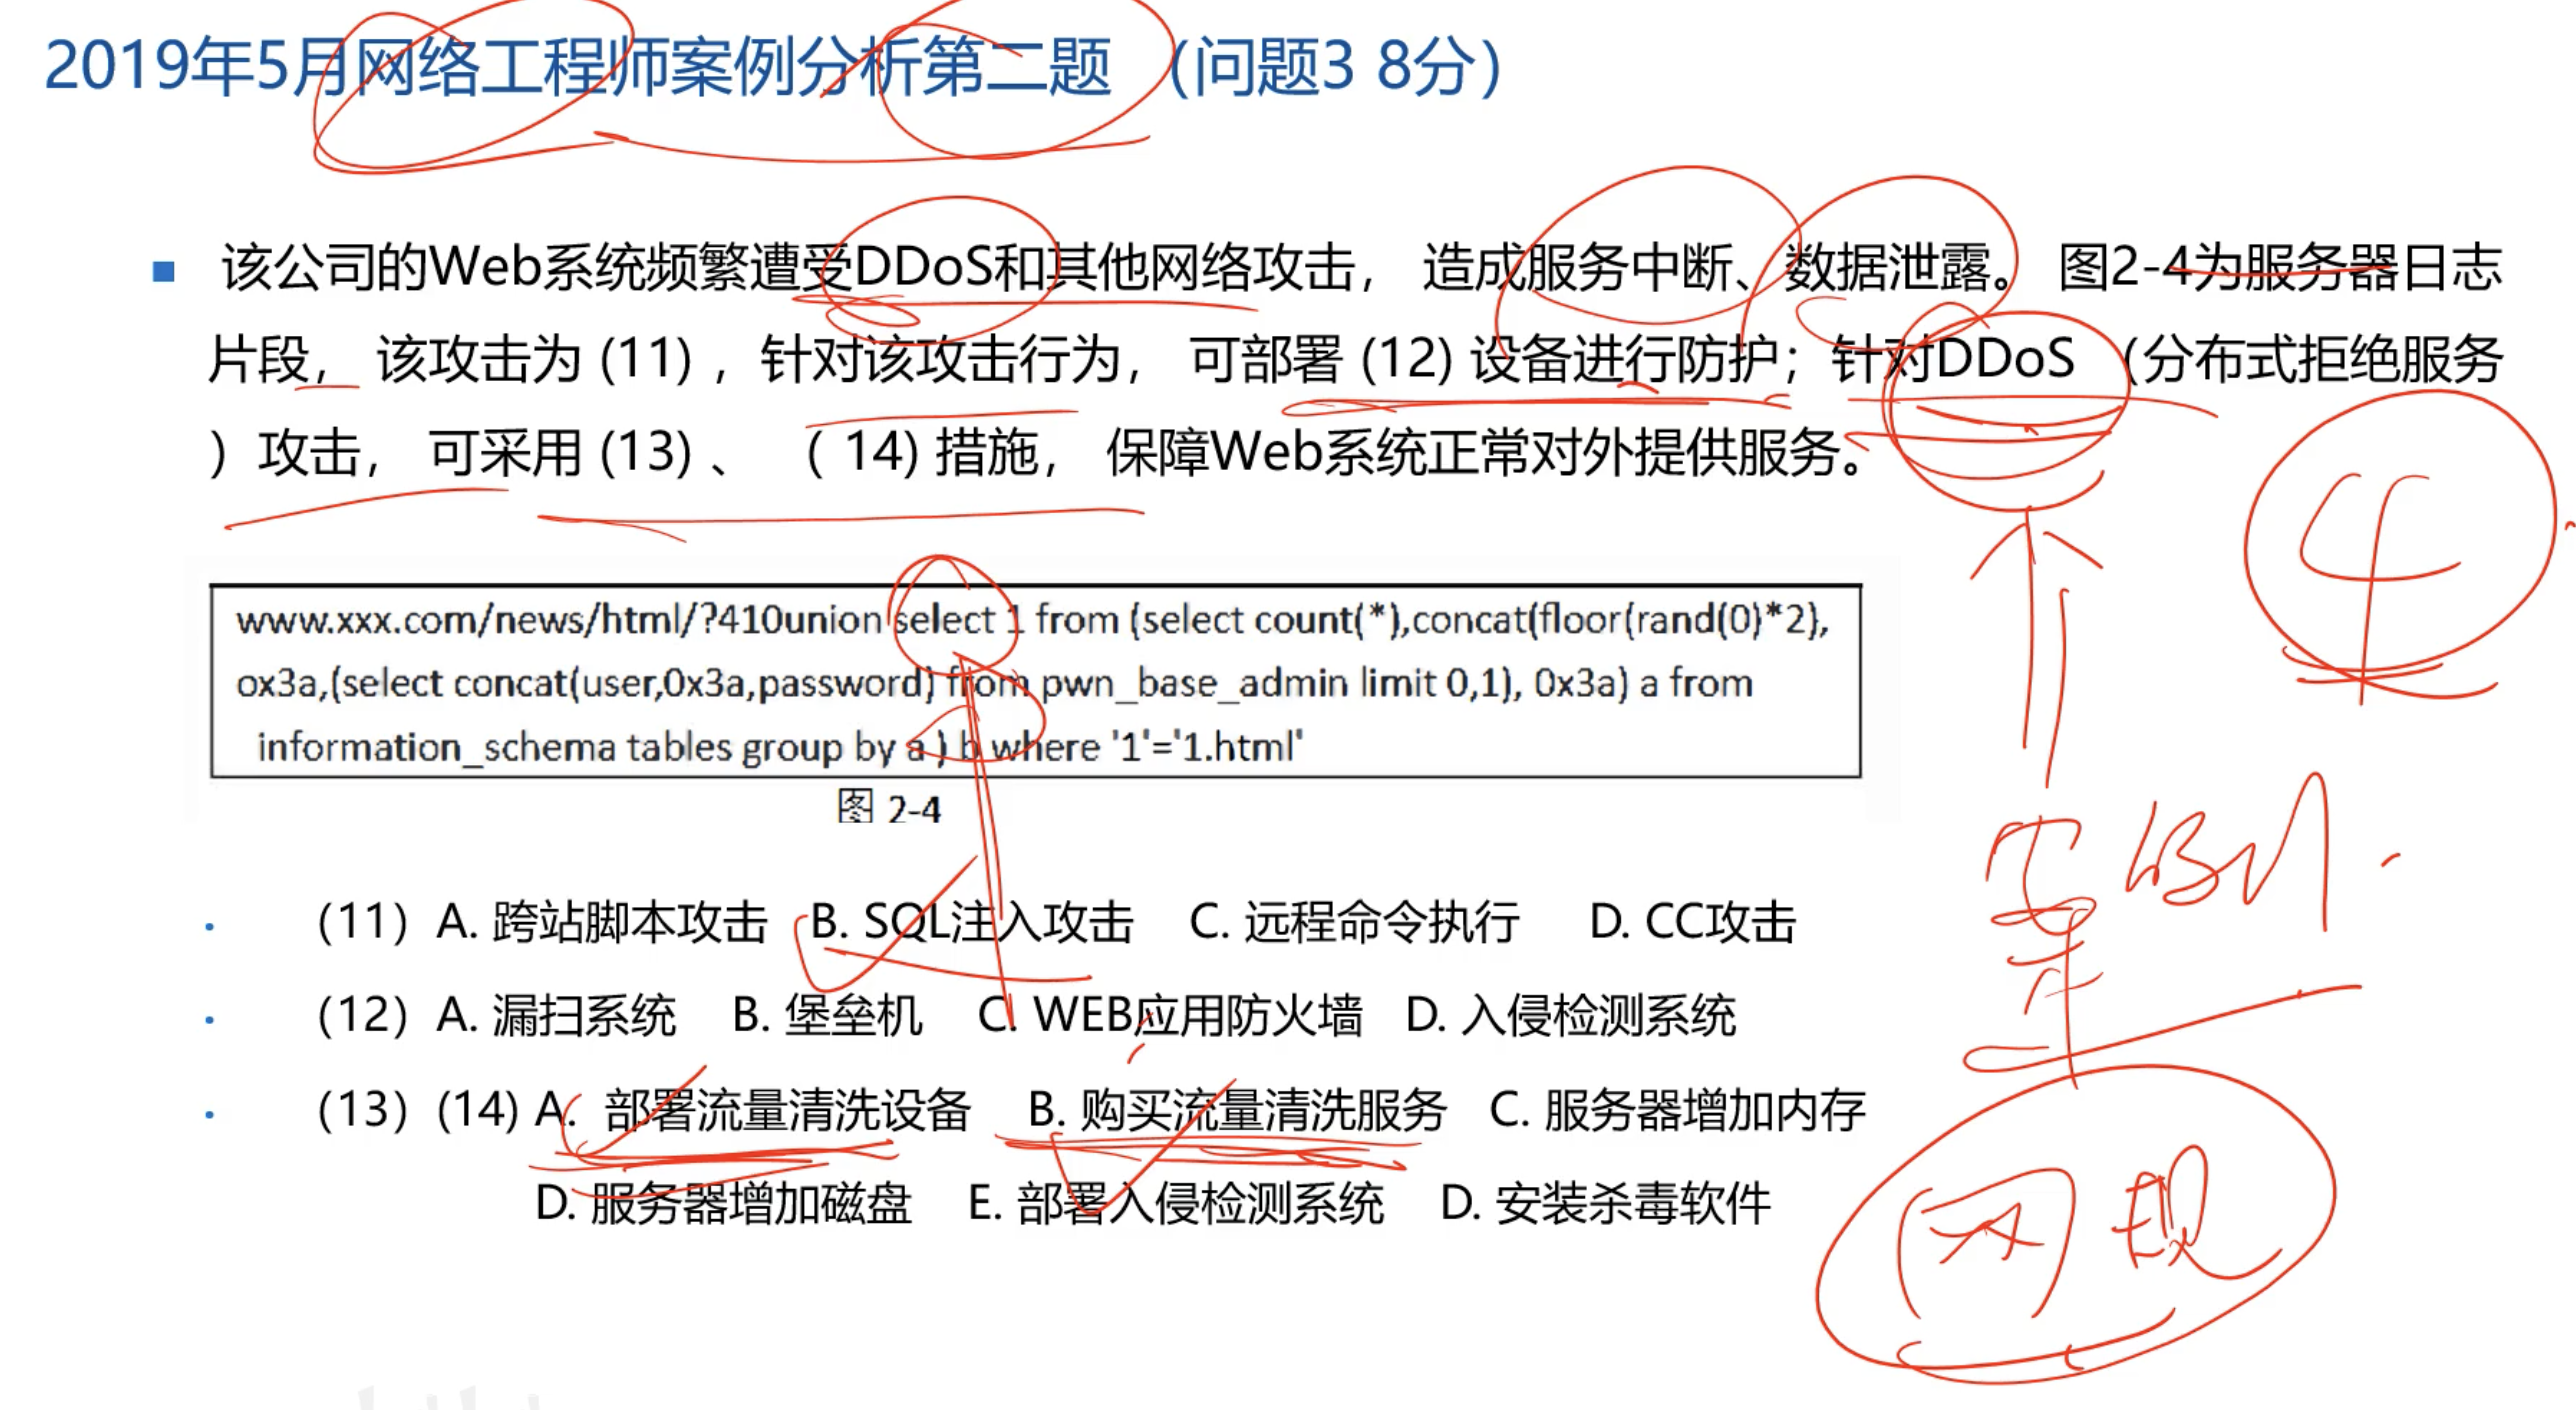 2019年5月网络工程师案例分析第二题（问题3 8分）
■ 该公司的Web系统频繁遭受DDoS和其他网络攻击， 造成服务中断、数据泄露。 图2-4为服务器日志
片段， 该攻击为 (11) ，针对该攻击行为， 可部署 (12) 设备进行防护；针对DDoS （分布式拒绝服务
）攻击， 可采用 (13) 、 （ 14) 措施， 保障Web系统正常对外提供服务。
4
www.xxx.com/news/html/?410union select 1 from (select count(*),concat(floor(rand(0)*2),
ox3a,(select concat(user,0x3a,password) from pwn_base_admin limit 0,1), 0x3a) a from
information_schema tables group by a ) b where '1'='1.html'
图 2-4
• （11）A. 跨站脚本攻击 B. SQL注入攻击 C. 远程命令执行 D. CC攻击
• （12）A. 漏扫系统 B. 堡垒机 C. WEB应用防火墙 D. 入侵检测系统
• （13）(14) A. 部署流量清洗设备 B. 购买流量清洗服务 C. 服务器增加内存
D. 服务器增加磁盘 E. 部署入侵检测系统 D. 安装杀毒软件